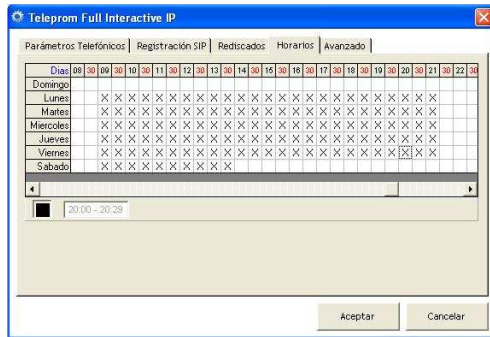 Teleprom Full Interactive IP
Parámetros Telefónicos Registración SIP Rediscados Horarios Avanzado
Dias 08 30 09 30 10 30 11 30 12 30 13 30 14 30 15 30 16 30 17 30 18 30 19 30 20 30 21 30 22 30
Domingo
Lunes X X X X X X X X X X X X X X X X X X X X X X X X X
Martes X X X X X X X X X X X X X X X X X X X X X X X X X
Miercoles X X X X X X X X X X X X X X X X X X X X X X X X X
Jueves X X X X X X X X X X X X X X X X X X X X X X X X X
Viernes X X X X X X X X X X X X X X X X X X X X X X X X X
Sabado X X X X X X X X X X
20:00 - 20:29
Aceptar Cancelar